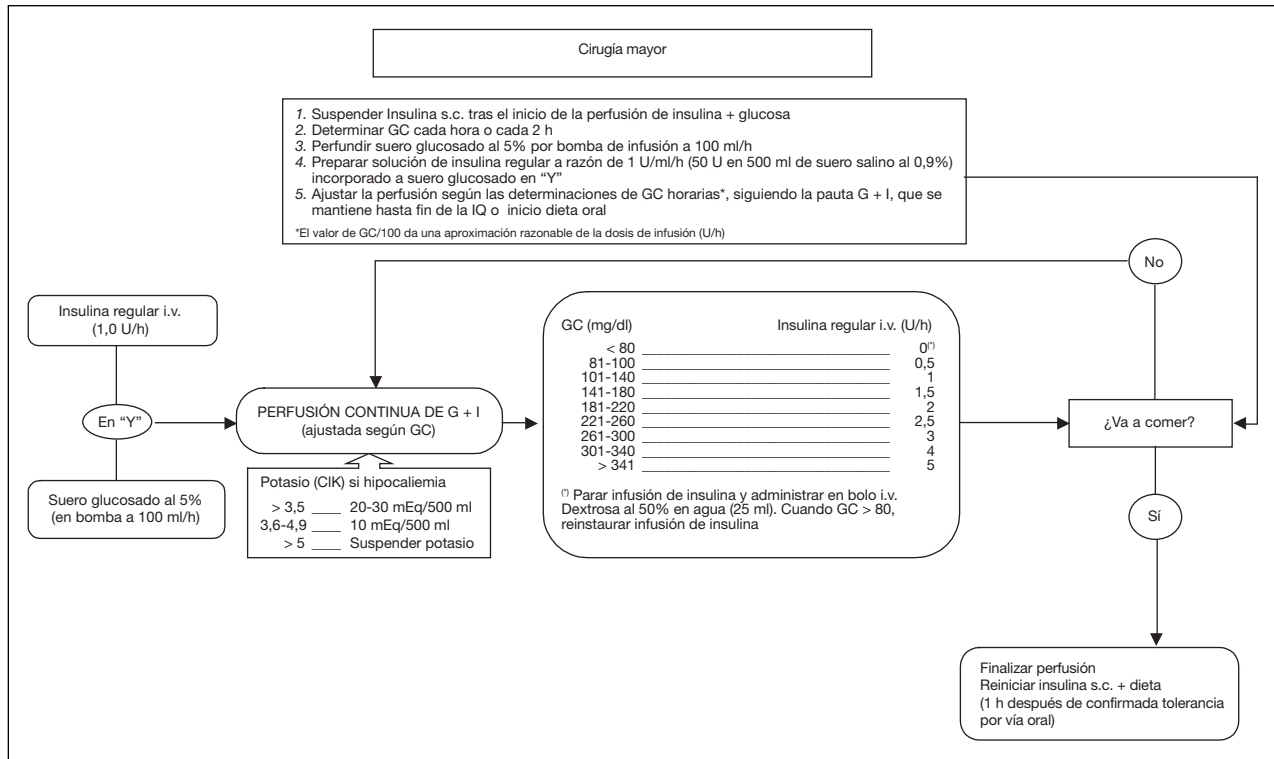 Cirugía mayor
1. Suspender Insulina s.c. tras el inicio de la perfusión de insulina + glucosa
2. Determinar GC cada hora o cada 2 h
3. Perfundir suero glucosado al 5% por bomba de infusión a 100 ml/h
4. Preparar solución de insulina regular a razón de 1 U/ml/h (50 U en 500 ml de suero salino al 0,9%)
incorporado a suero glucosado en “Y”
5. Ajustar la perfusión según las determinaciones de GC horarias*, siguiendo la pauta G + I, que se
mantiene hasta fin de la IQ o inicio dieta oral
*El valor de GC/100 da una aproximación razonable de la dosis de infusión (U/h)
No
Insulina regular i.v.
(1,0 U/h)
En “Y”
Suero glucosado al 5%
(en bomba a 100 ml/h)
PERFUSIÓN CONTINUA DE G + I
(ajustada según GC)
Potasio (ClK) si hipocaliemia
> 3,5 ____ 20-30 mEq/500 ml
3,6-4,9 ____ 10 mEq/500 ml
> 5 ____ Suspender potasio
GC (mg/dl) Insulina regular i.v. (U/h)
< 80 ____ 0(*)
81-100 ____ 0,5
101-140 ____ 1
141-180 ____ 1,5
181-220 ____ 2
221-260 ____ 2,5
261-300 ____ 3
301-340 ____ 4
> 341 ____ 5
(*) Parar infusión de insulina y administrar en bolo i.v.
Dextrosa al 50% en agua (25 ml). Cuando GC > 80,
reinstaurar infusión de insulina
¿Va a comer?
Sí
Finalizar perfusión
Reiniciar insulina s.c. + dieta
(1 h después de confirmada tolerancia
por vía oral)